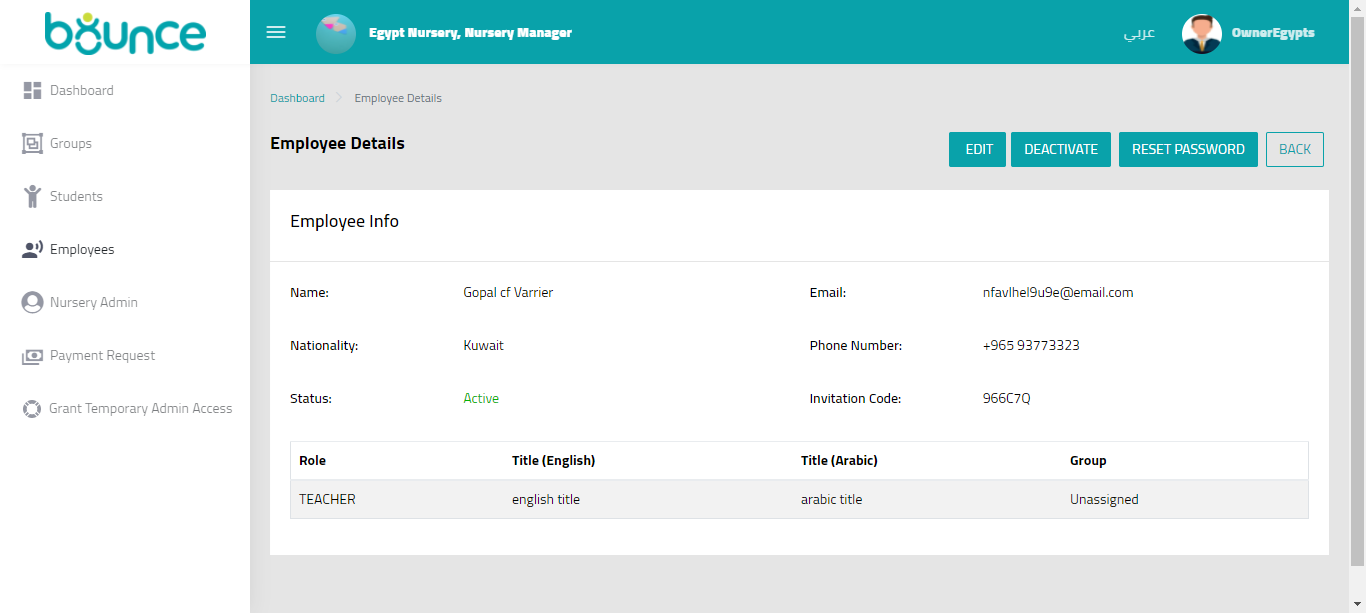 bounce
Egypt Nursery, Nursery Manager
عربي
OwnerEgypts
Dashboard
Groups
Students
Employees
Nursery Admin
Payment Request
Grant Temporary Admin Access
Dashboard > Employee Details
Employee Details
EDIT
DEACTIVATE
RESET PASSWORD
BACK
Employee Info
Name: Gopal cf Varrier Email: nfavlhel9u9e@email.com
Nationality: Kuwait Phone Number: +965 93773323
Status: Active Invitation Code: 966C7Q
Role Title (English) Title (Arabic) Group
TEACHER english title arabic title Unassigned